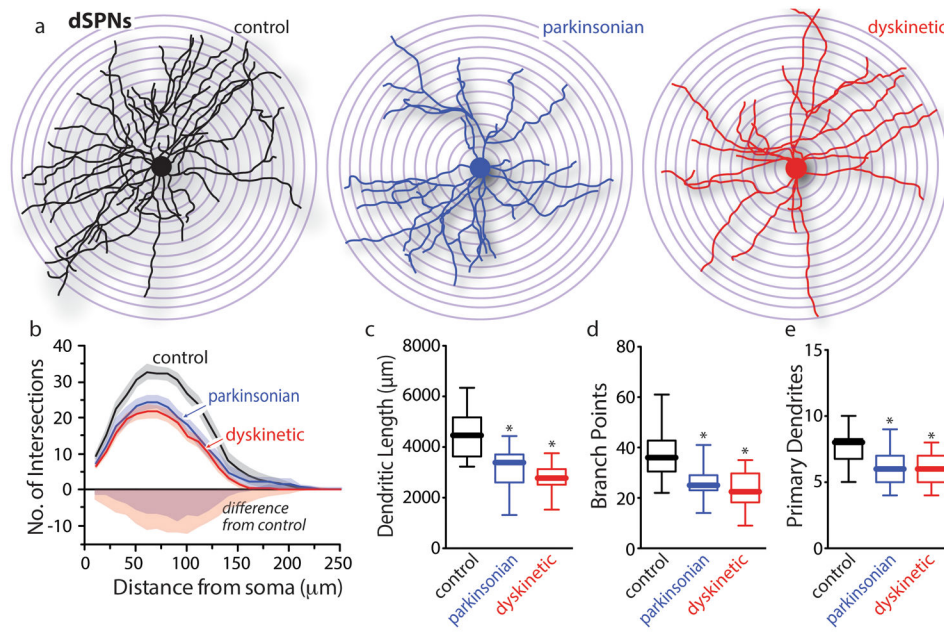 a
dSPNs
control
parkinsonian
dyskinetic
b
No. of Intersections
40
30
20
10
0
-10
control
parkinsonian
dyskinetic
difference
from control
0
50
100
150
200
250
Distance from soma (μm)
c
Dendritic Length (μm)
8000
6000
4000
2000
0
*
*
control
parkinsonian
dyskinetic
d
Branch Points
80
60
40
20
0
*
*
control
parkinsonian
dyskinetic
e
Primary Dendrites
15
10
5
0
*
*
control
parkinsonian
dyskinetic